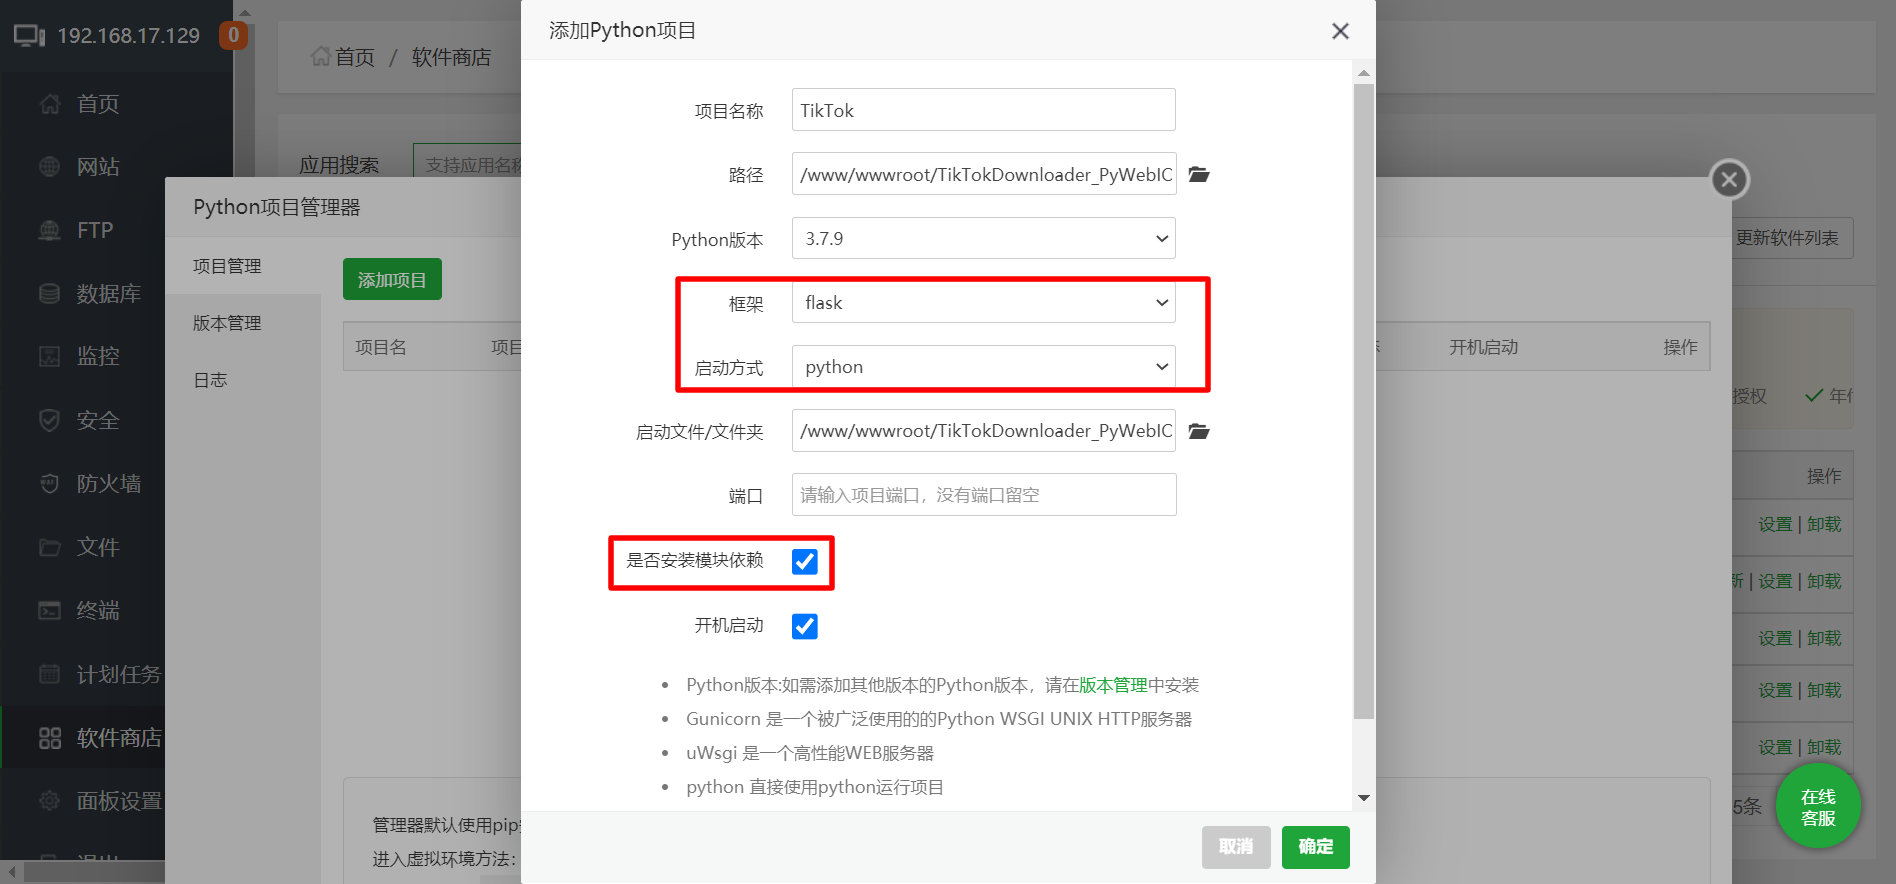 192.168.17.129
0
首页
网站
FTP
数据库
监控
安全
防火墙
文件
终端
计划任务
软件商店
面板设置
首页 / 软件商店
应用搜索
支持应用名称
更新软件列表
授权
年付
操作
设置 | 卸载
新 | 设置 | 卸载
设置 | 卸载
设置 | 卸载
设置 | 卸载
5条
在线
客服
Python项目管理器
项目管理
版本管理
日志
添加项目
项目名
项目
开机启动
操作
管理器默认使用pip
进入虚拟环境方法：
添加Python项目
项目名称
TikTok
路径
/www/wwwroot/TikTokDownloader_PyWebIO
Python版本
3.7.9
框架
flask
启动方式
python
启动文件/文件夹
/www/wwwroot/TikTokDownloader_PyWebIO
端口
请输入项目端口，没有端口留空
是否安装模块依赖
开机启动
• Python版本:如需添加其他版本的Python版本，请在版本管理中安装
• Gunicorn 是一个被广泛使用的的Python WSGI UNIX HTTP服务器
• uWsgi 是一个高性能WEB服务器
• python 直接使用python运行项目
取消
确定